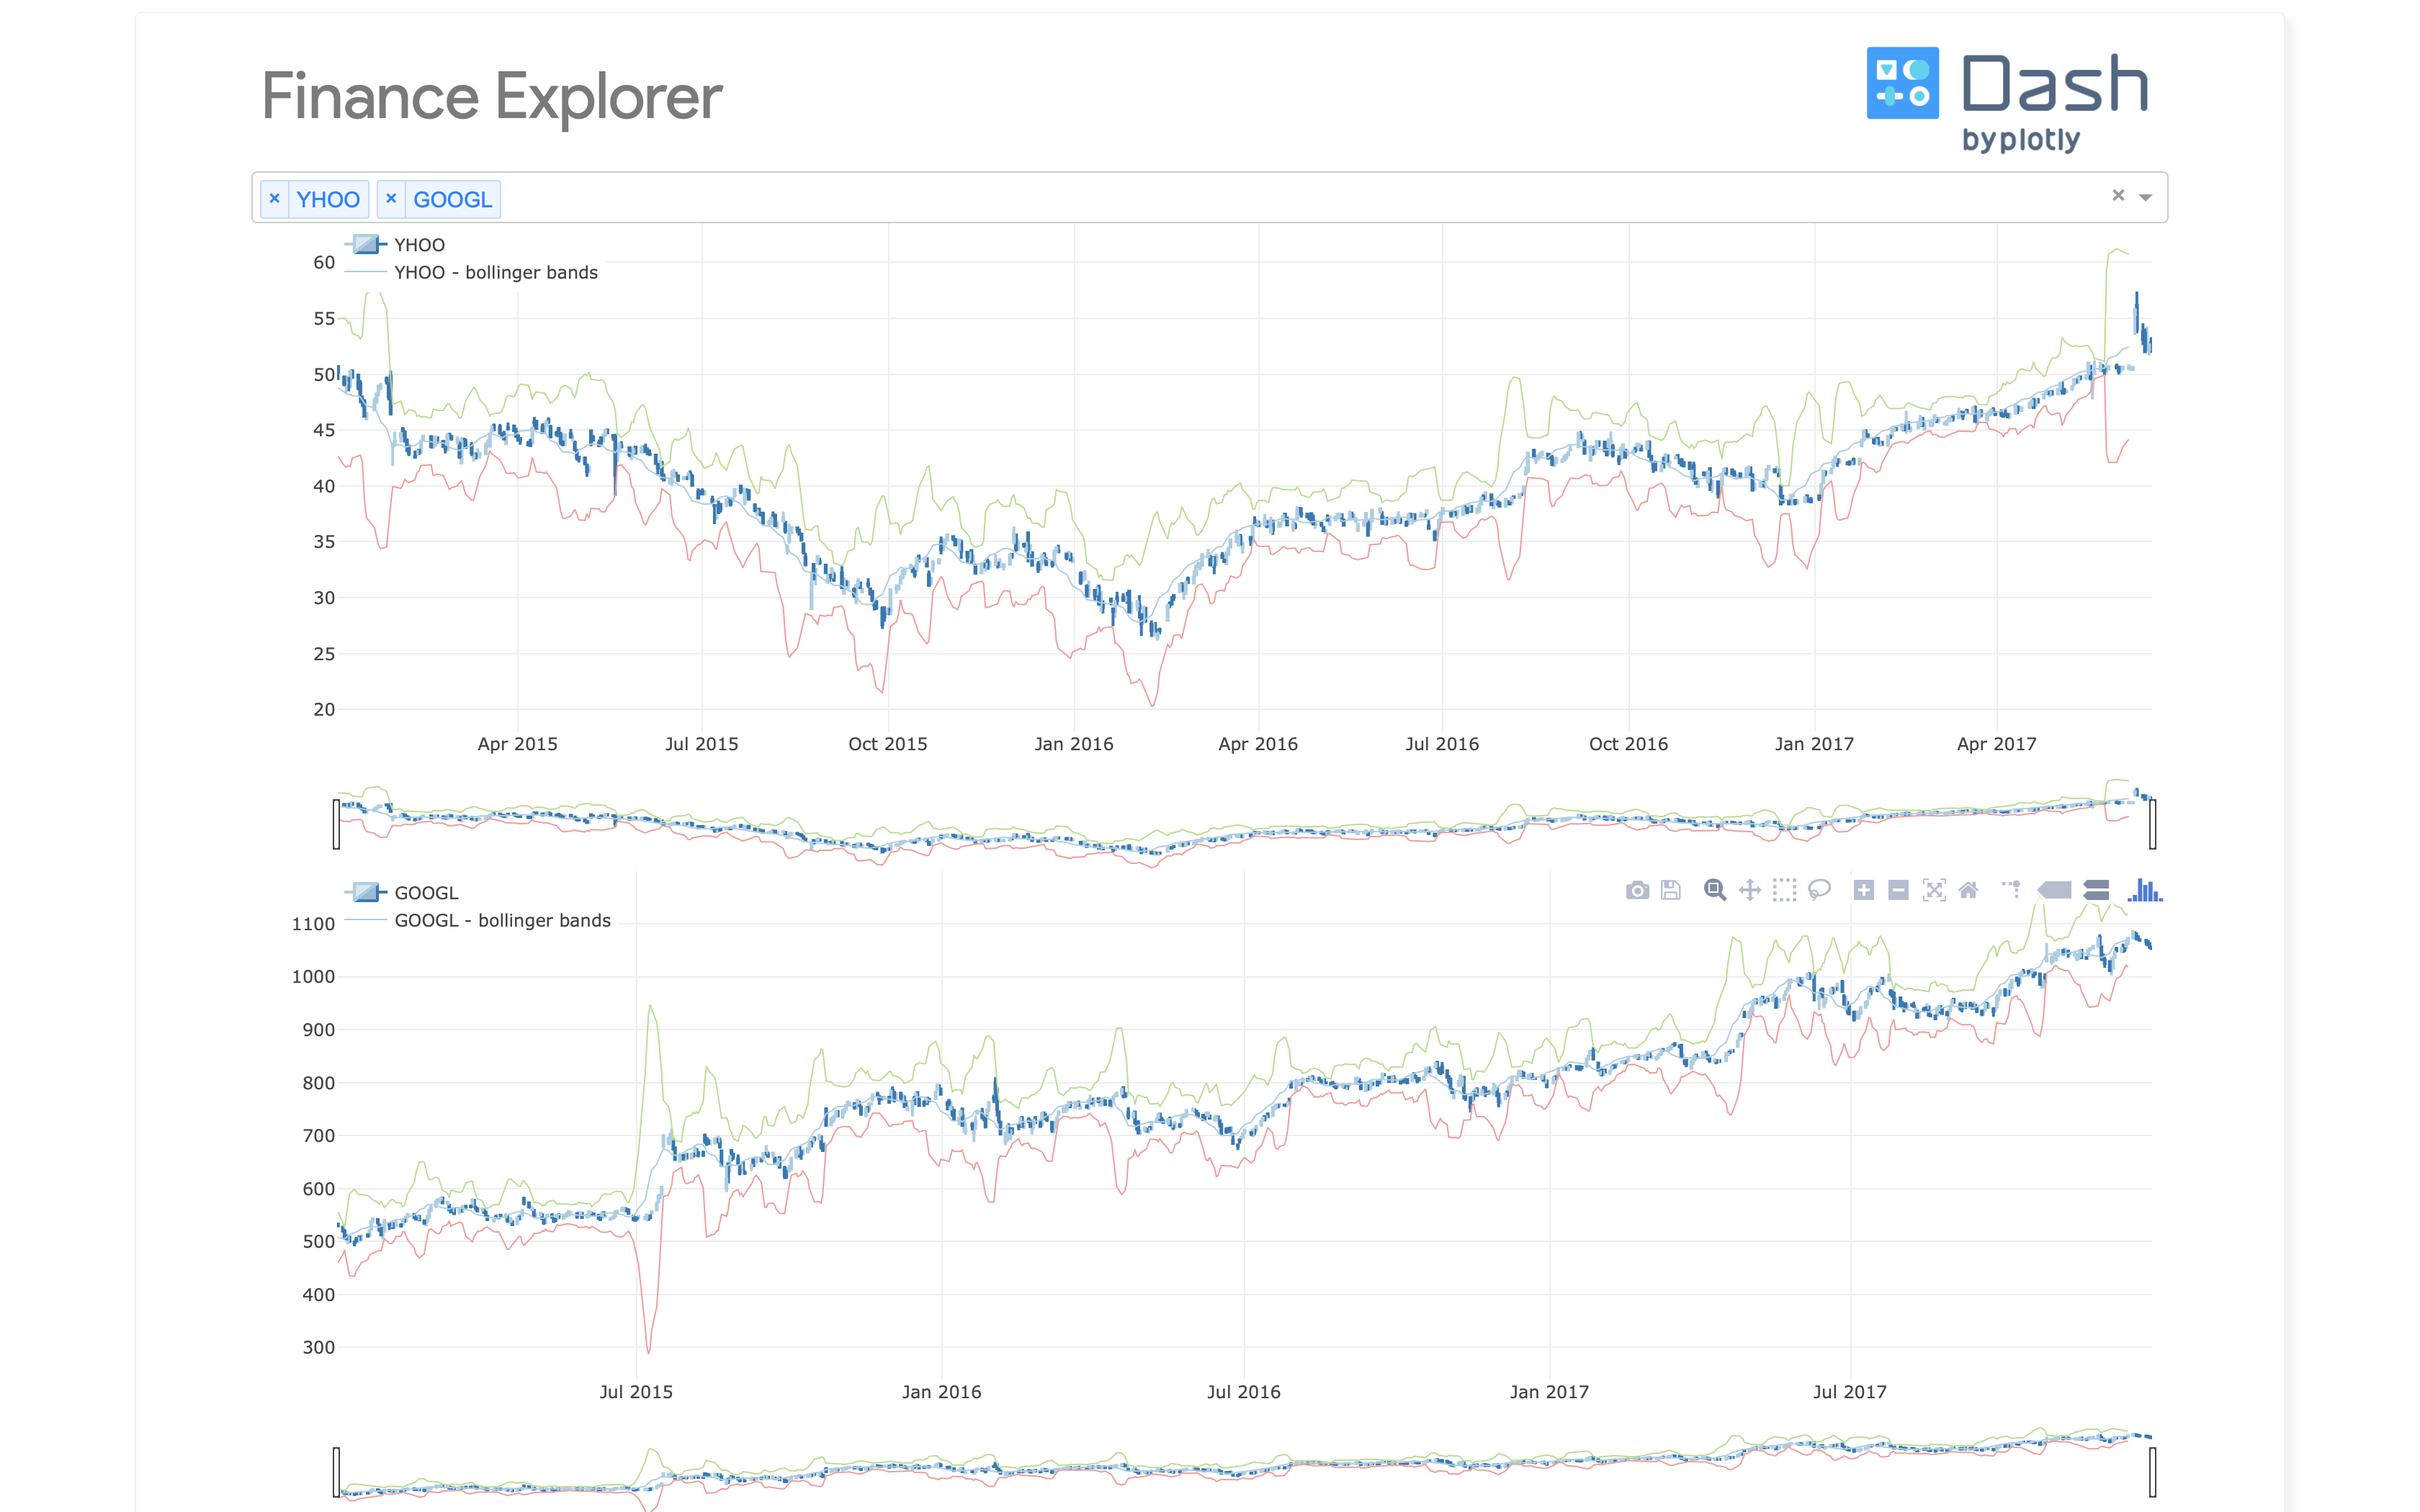 Finance Explorer
Dash
byplotly
× YHOO × GOOGL ×
YHOO
YHOO - bollinger bands
60
55
50
45
40
35
30
25
20
Apr 2015 Jul 2015 Oct 2015 Jan 2016 Apr 2016 Jul 2016 Oct 2016 Jan 2017 Apr 2017
GOOGL
GOOGL - bollinger bands
1100
1000
900
800
700
600
500
400
300
Jul 2015 Jan 2016 Jul 2016 Jan 2017 Jul 2017